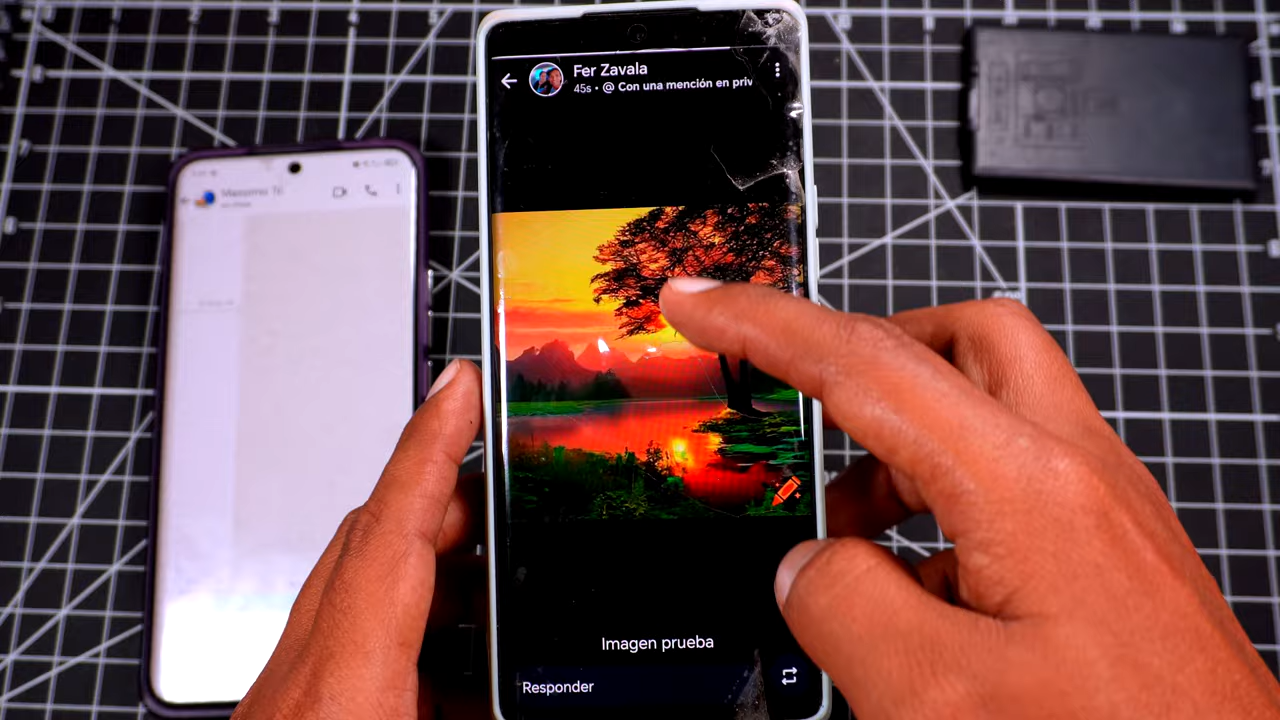 Fer Zavala
45s • @ Con una mención en priv
Imagen prueba
Responder